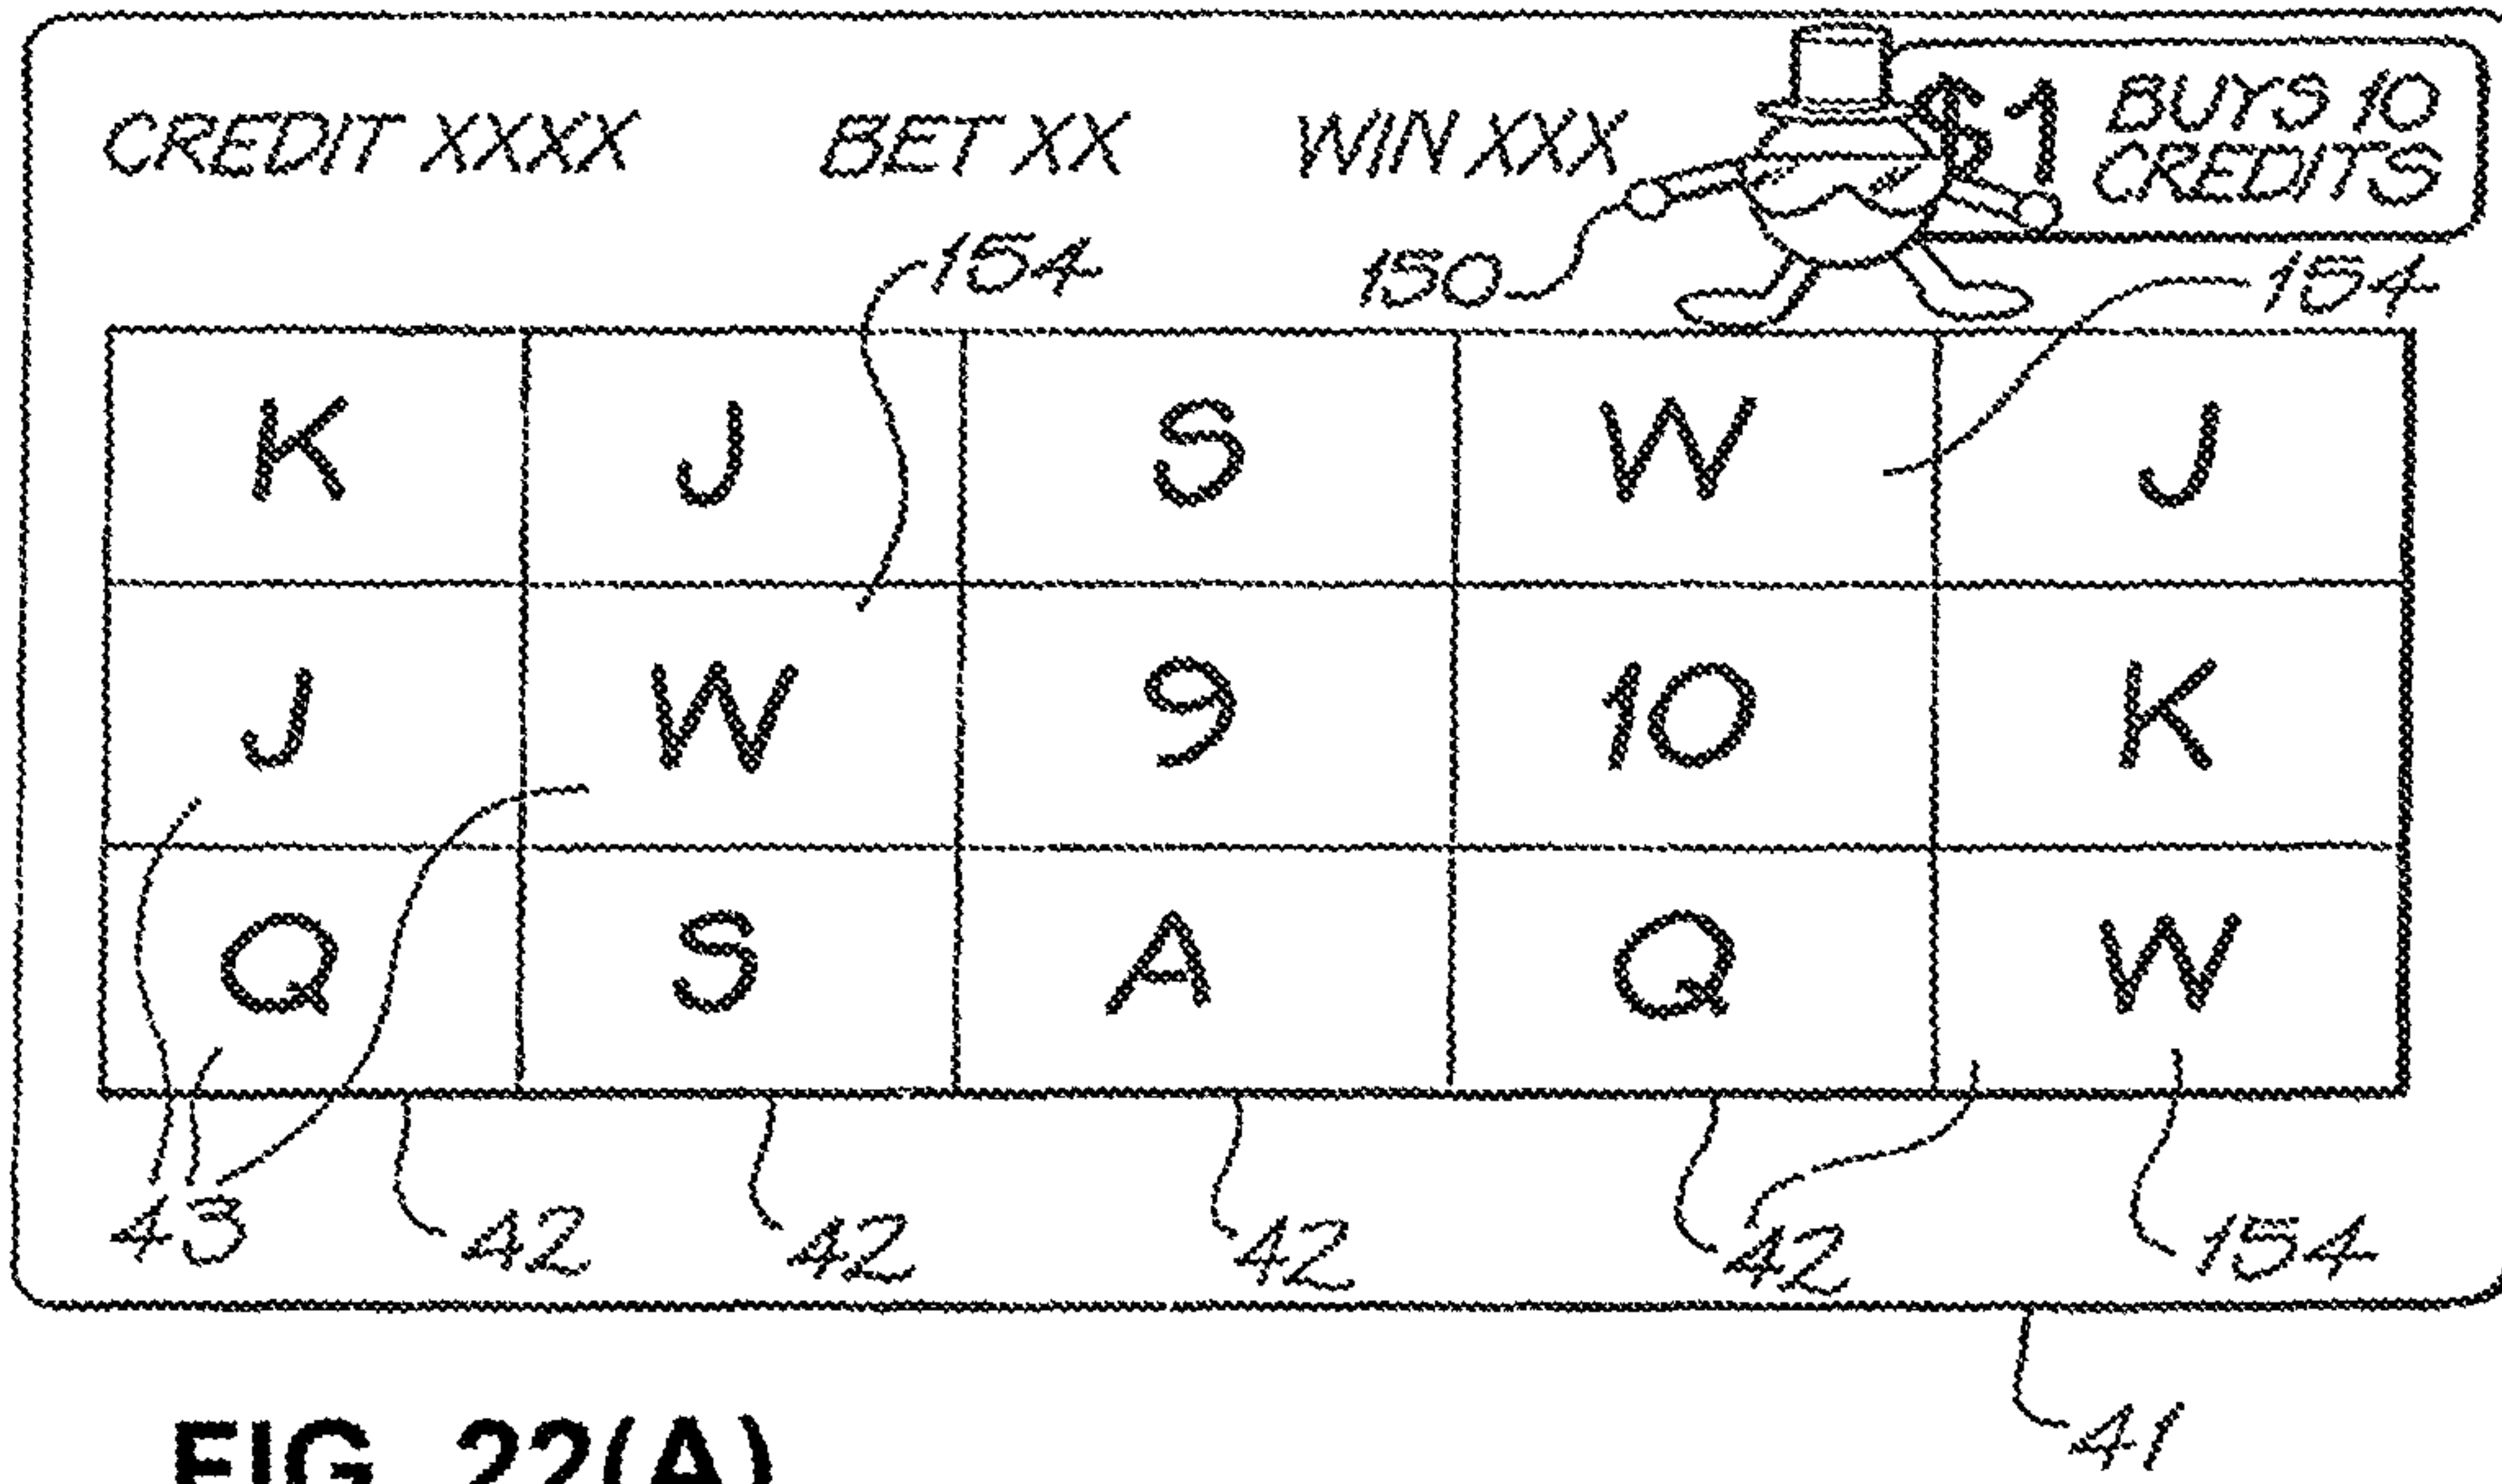 CREDIT XXXX BET XX WIN XXX $1 BUYS 10
CREDITS
154 150 154
K J S W J
J W 9 10 K
Q S A Q W
43 42 42 42 42 154
41
FIG. 22(A)